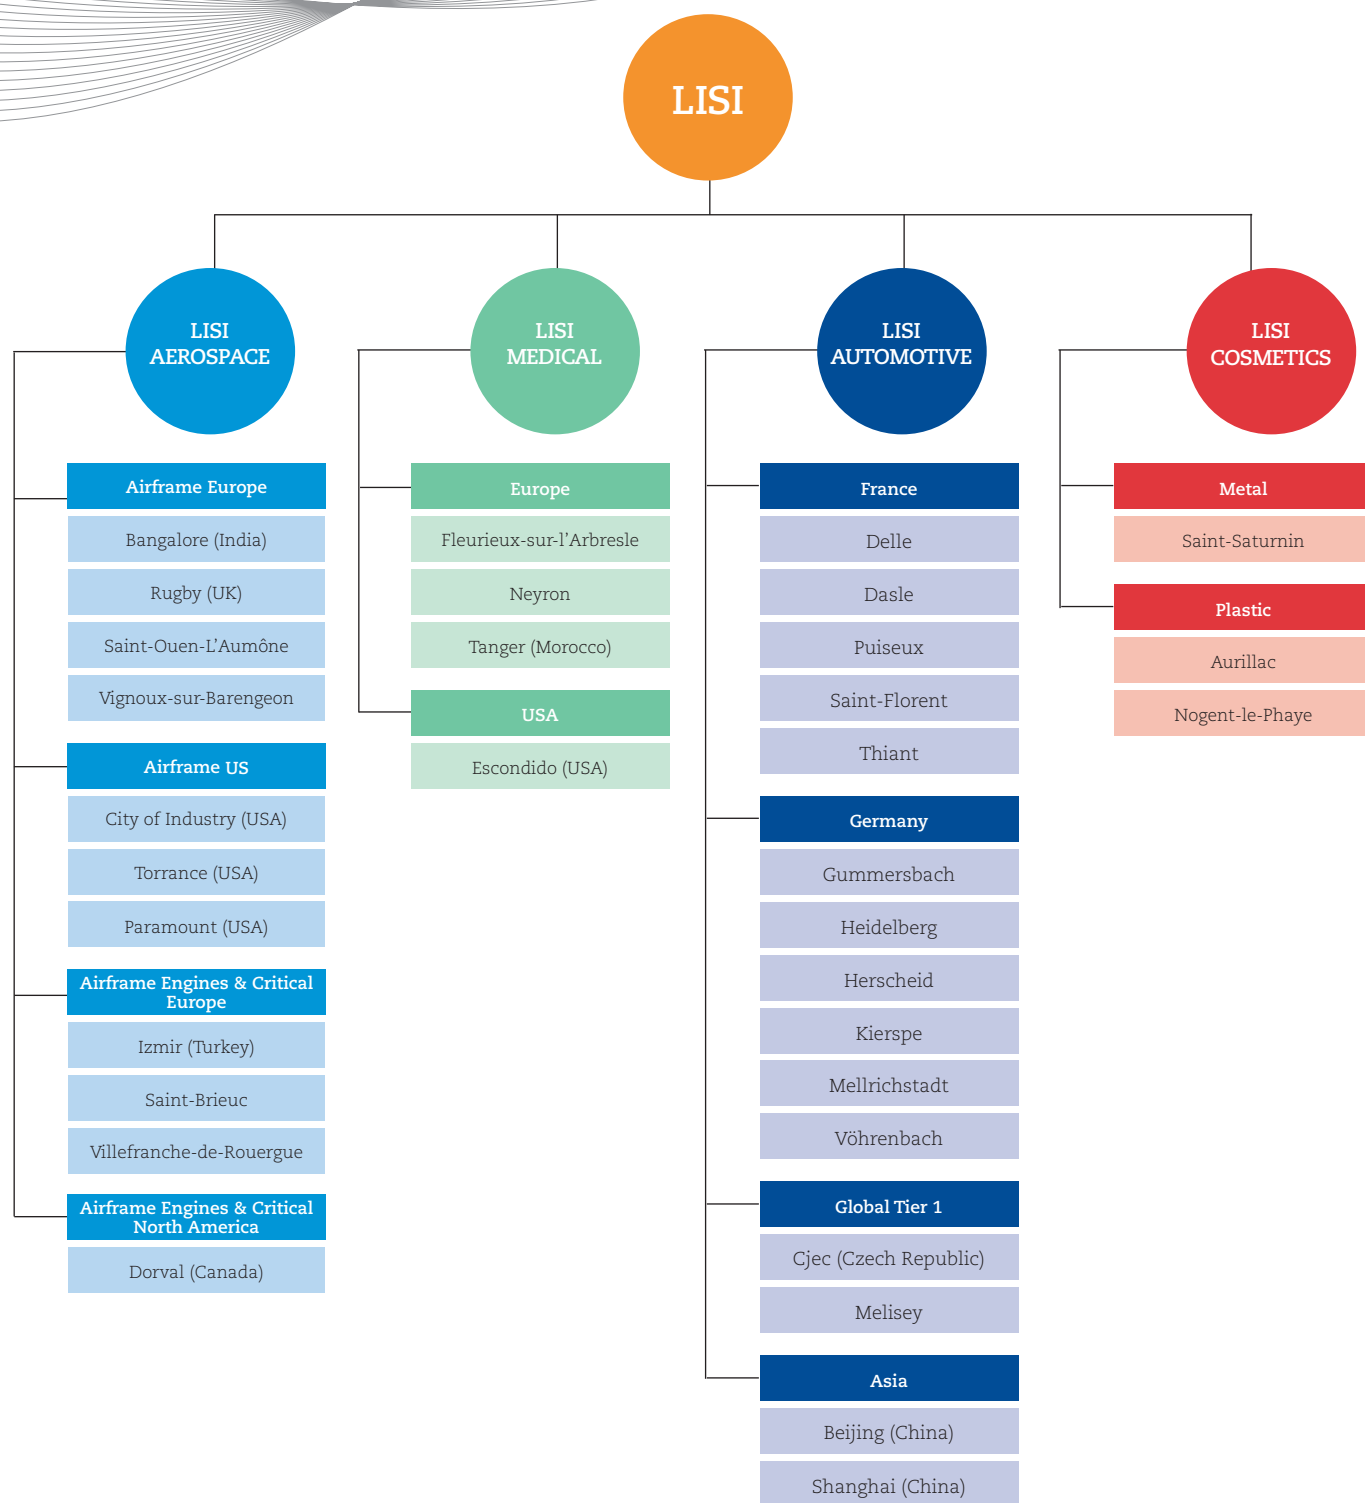 LISI
LISI
AEROSPACE
Airframe Europe
Bangalore (India)
Rugby (UK)
Saint-Ouen-L'Aumône
Vignoux-sur-Barengeon
Airframe US
City of Industry (USA)
Torrance (USA)
Paramount (USA)
Airframe Engines & Critical
Europe
Izmir (Turkey)
Saint-Brieuc
Villefranche-de-Rouergue
Airframe Engines & Critical
North America
Dorval (Canada)
LISI
MEDICAL
Europe
Fleurieux-sur-l'Arbresle
Neyron
Tanger (Morocco)
USA
Escondido (USA)
LISI
AUTOMOTIVE
France
Delle
Dasle
Puiseux
Saint-Florent
Thiant
Germany
Gummersbach
Heidelberg
Herscheid
Kierspe
Mellrichstadt
Vöhrenbach
Global Tier 1
Cjec (Czech Republic)
Melisey
Asia
Beijing (China)
Shanghai (China)
LISI
COSMETICS
Metal
Saint-Saturnin
Plastic
Aurillac
Nogent-le-Phaye